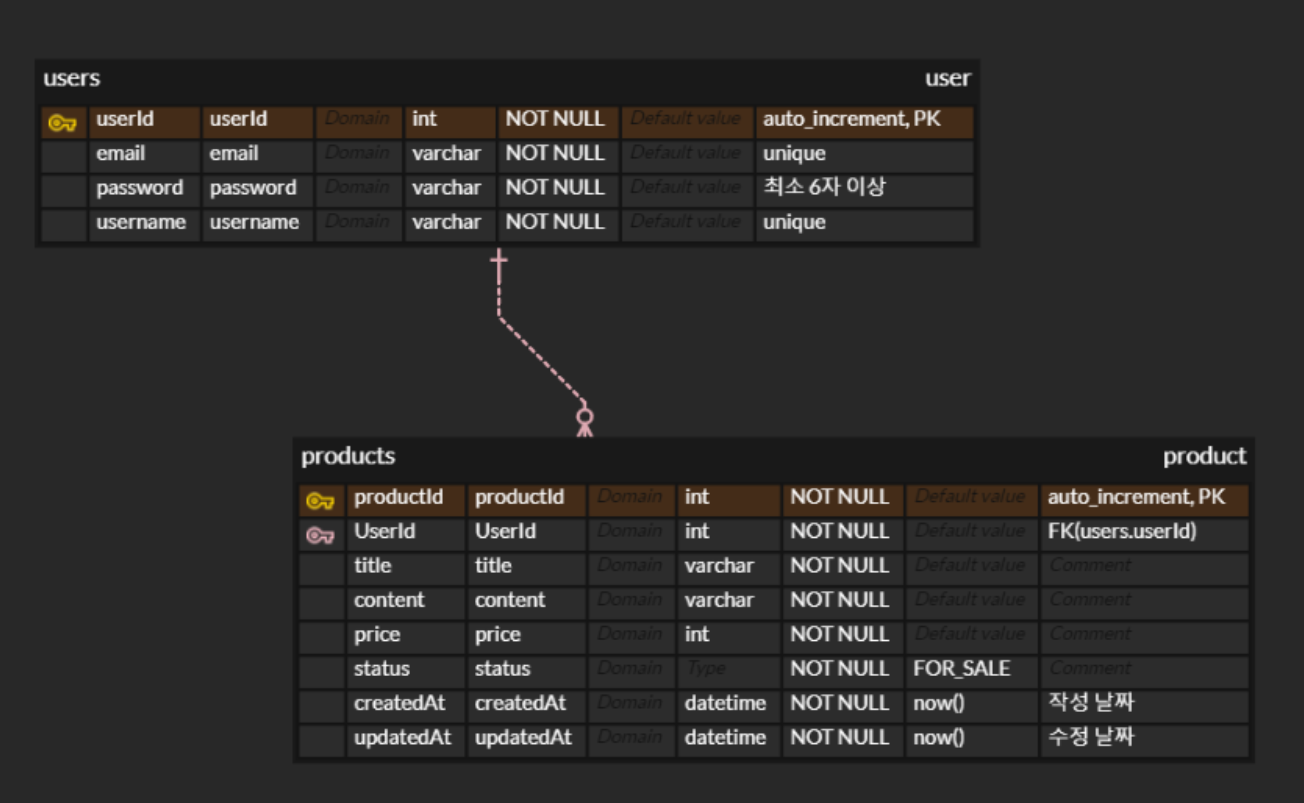 users user
userId userId Domain int NOT NULL Default value auto_increment, PK
email email Domain varchar NOT NULL Default value unique
password password Domain varchar NOT NULL Default value 최소 6자 이상
username username Domain varchar NOT NULL Default value unique
products product
productId productId Domain int NOT NULL Default value auto_increment, PK
UserId UserId Domain int NOT NULL Default value FK(users.userId)
title title Domain varchar NOT NULL Default value Comment
content content Domain varchar NOT NULL Default value Comment
price price Domain int NOT NULL Default value Comment
status status Domain Type NOT NULL FOR_SALE Comment
createdAt createdAt Domain datetime NOT NULL now() 작성 날짜
updatedAt updatedAt Domain datetime NOT NULL now() 수정 날짜